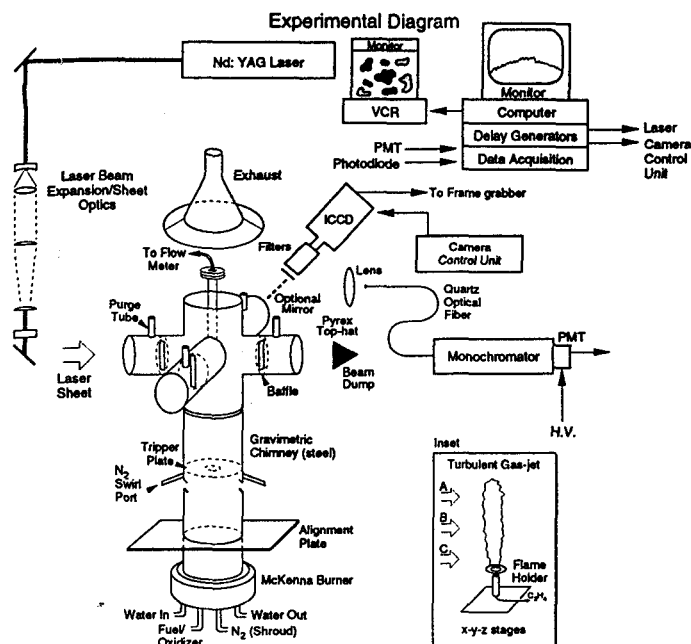 Experimental Diagram
Nd: YAG Laser
Monitor
VCR
Monitor
Computer
Delay Generators
Data Acquisition
PMT
Photodiode
Laser
Camera
Control
Unit
Laser Beam
Expansion/Sheet
Optics
Exhaust
To Flow
Meter
Filters
ICCD
To Frame grabber
Camera
Control Unit
Optional
Mirror
Lens
Quartz
Optical
Fiber
Purge
Tube
Pyrex
Top-hat
Laser
Sheet
Baffle
Beam
Dump
Monochromator
PMT
H.V.
Tripper
Plate
Gravimetric
Chimney (steel)
N2
Swirl
Port
Alignment
Plate
McKenna Burner
Water In
Fuel/
Oxidizer
N2 (Shroud)
Water Out
Inset
Turbulent Gas-jet
A
B
C
Flame
Holder
C2H4
x-y-z stages